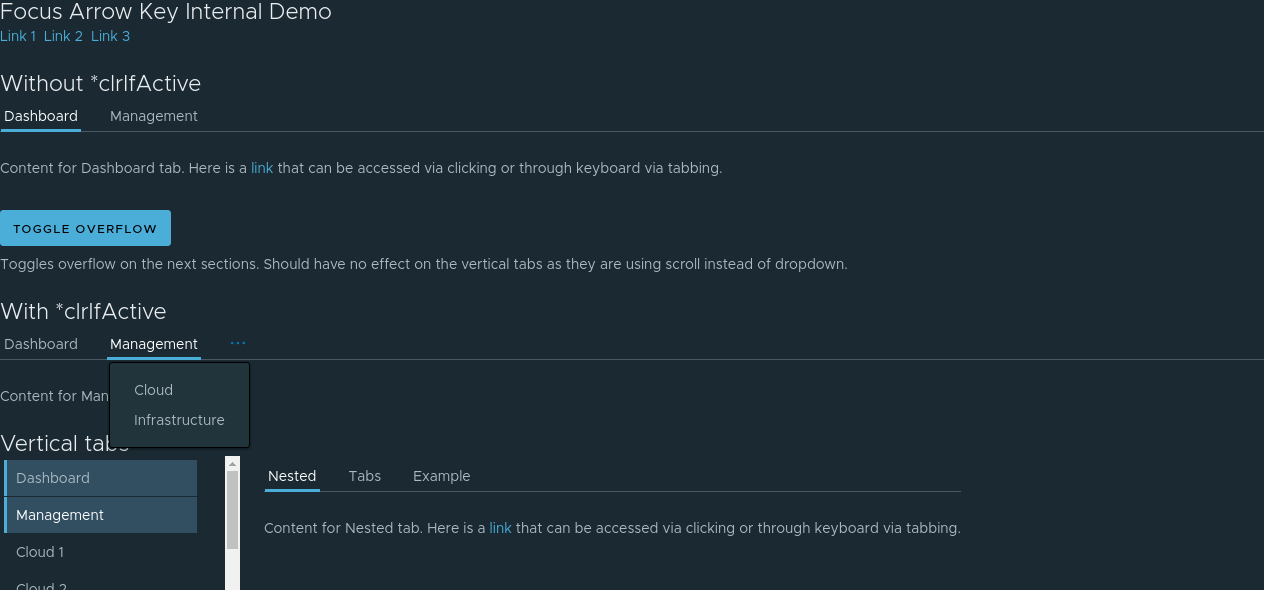 Focus Arrow Key Internal Demo
Link 1 Link 2 Link 3
Without *clrIfActive
Dashboard Management
Content for Dashboard tab. Here is a link that can be accessed via clicking or through keyboard via tabbing.
TOGGLE OVERFLOW
Toggles overflow on the next sections. Should have no effect on the vertical tabs as they are using scroll instead of dropdown.
With *clrIfActive
Dashboard Management ...
Cloud
Content for Man
Infrastructure
Vertical tabs
Dashboard
Management
Cloud 1
Cloud 2
Nested Tabs Example
Content for Nested tab. Here is a link that can be accessed via clicking or through keyboard via tabbing.